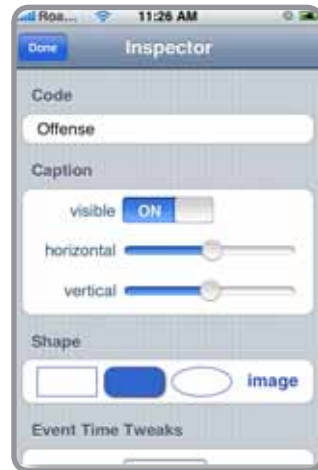 Roa... 11:26 AM
Done Inspector
Code
Offense
Caption
visible ON
horizontal
vertical
Shape
image
Event Time Tweaks